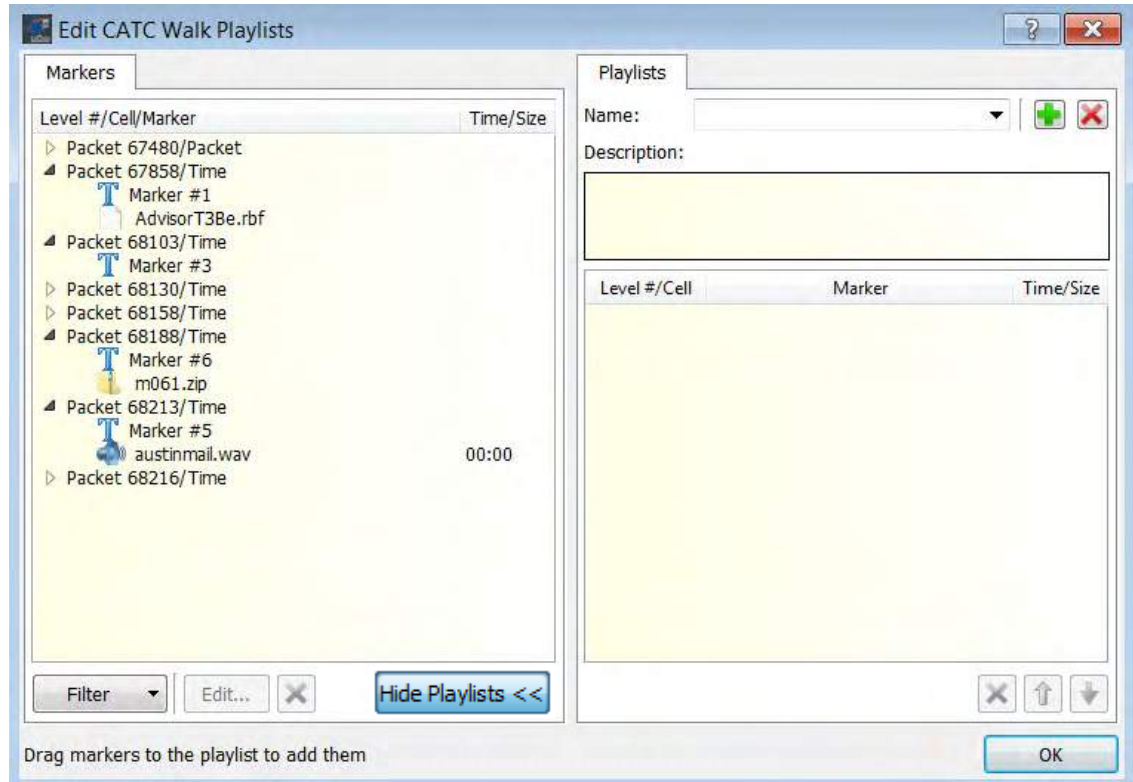 Edit CATC Walk Playlists
Markers
Level #/Cell/Marker Time/Size
Packet 67480/Packet
Packet 67858/Time
Marker #1
AdvisorT3Be.rbf
Packet 68103/Time
Marker #3
Packet 68130/Time
Packet 68158/Time
Packet 68188/Time
Marker #6
m061.zip
Packet 68213/Time
Marker #5
austinmail.wav 00:00
Packet 68216/Time
Filter Edit... Hide Playlists <<
Playlists
Name:
Description:
Level #/Cell Marker Time/Size
Drag markers to the playlist to add them
OK